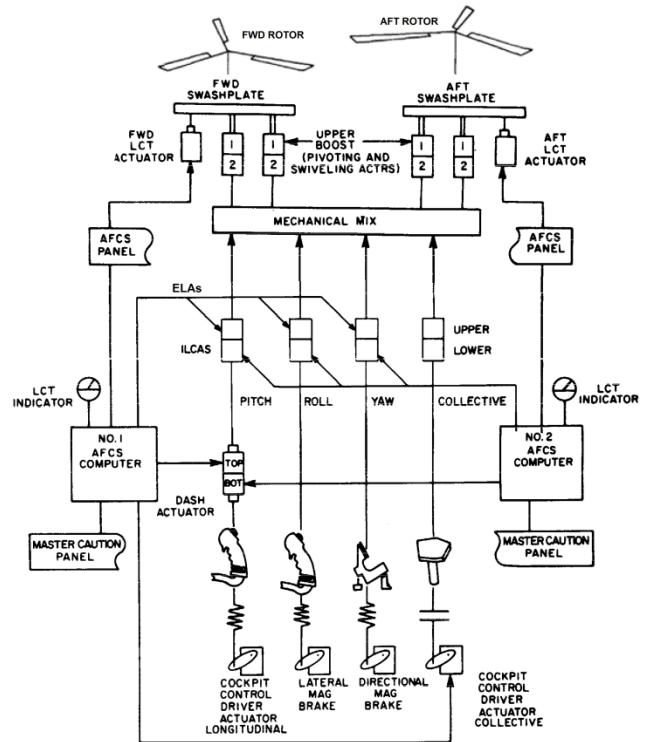 FWD ROTOR
AFT ROTOR
FWD
SWASHPLATE
AFT
SWASHPLATE
FWD
LCT
ACTUATOR
1
2
1
2
UPPER
BOOST
(PIVOTING AND
SWIVELING ACTRS)
1
2
1
2
AFT
LCT
ACTUATOR
MECHANICAL MIX
AFCS
PANEL
AFCS
PANEL
ELAs
ILCAS
UPPER
LOWER
LCT
INDICATOR
PITCH
ROLL
YAW
COLLECTIVE
LCT
INDICATOR
NO. 1
AFCS
COMPUTER
TOP
BOT
NO. 2
AFCS
COMPUTER
DASH
ACTUATOR
MASTER CAUTION
PANEL
MASTER CAUTION
PANEL
COCKPIT
CONTROL
DRIVER
ACTUATOR
LONGITUDINAL
LATERAL
MAG
BRAKE
DIRECTIONAL
MAG
BRAKE
COCKPIT
CONTROL
DRIVER
ACTUATOR
COLLECTIVE